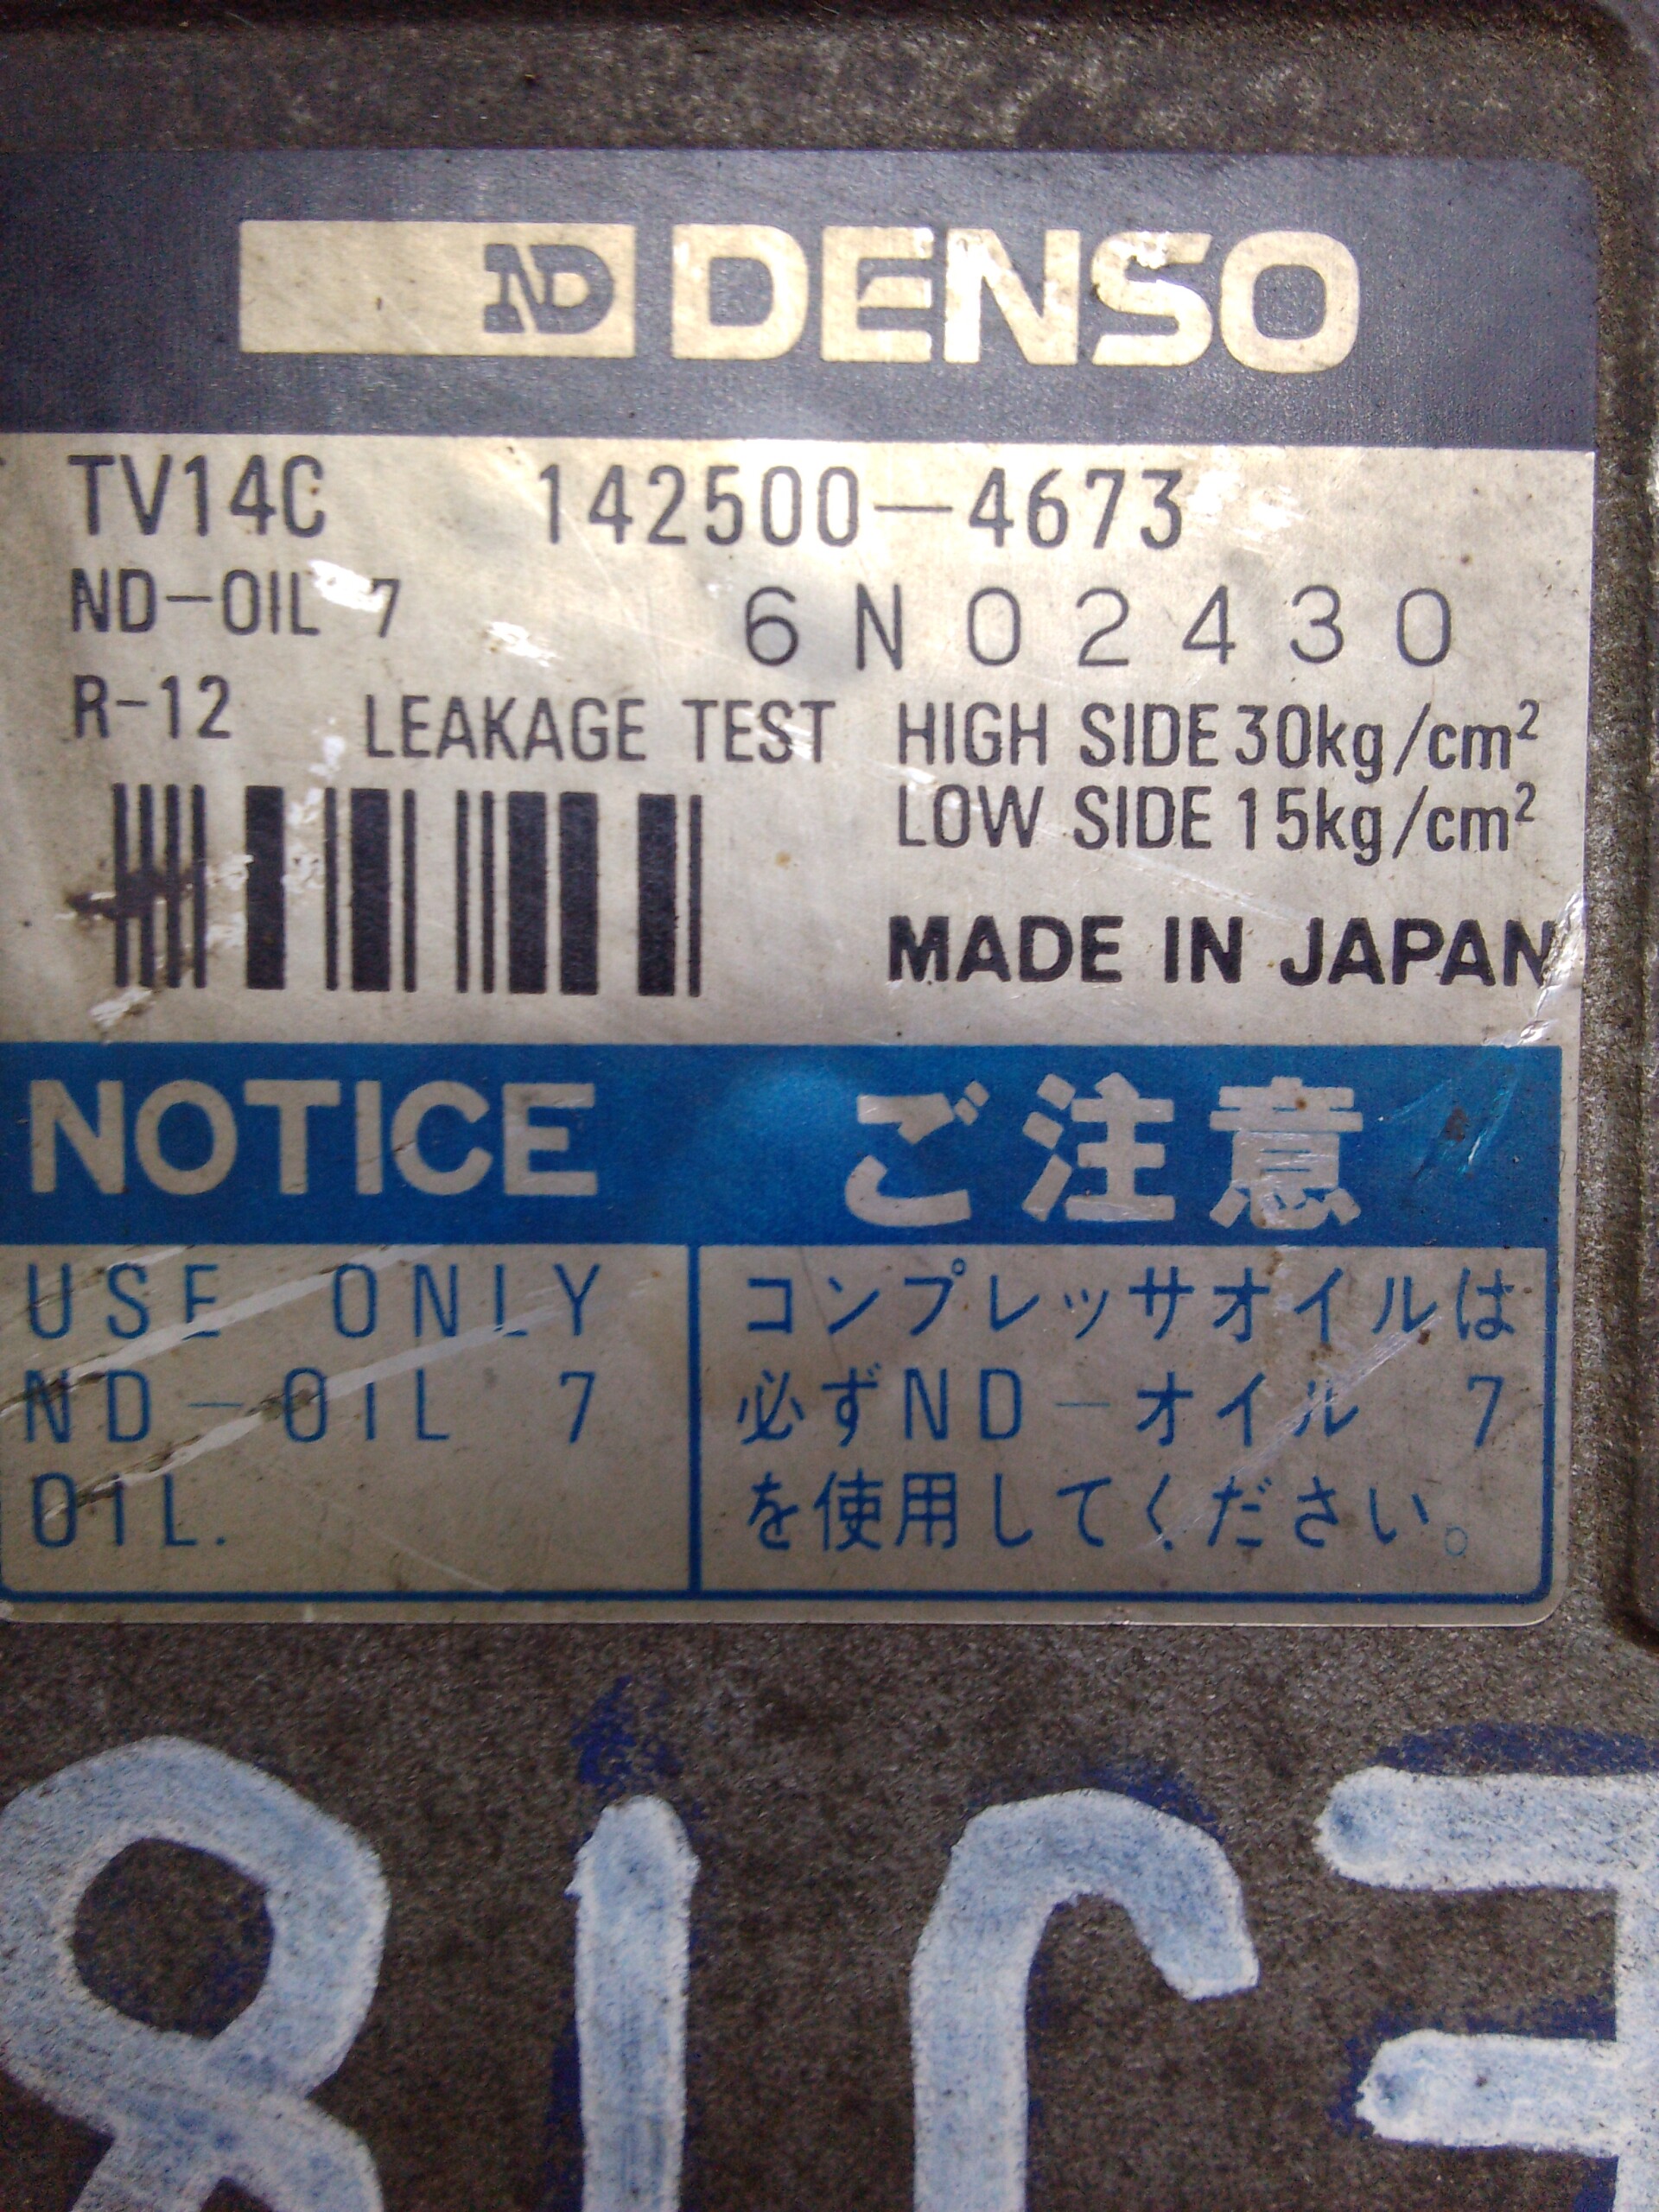 ND DENSO
TV14C 142500-4673
ND-OIL 7 6N02430
R-12 LEAKAGE TEST HIGH SIDE 30kg/cm²
LOW SIDE 15kg/cm²
MADE IN JAPAN
NOTICE ご注意
USE ONLY
ND-OIL 7
OIL.
コンプレッサオイルは
必ずND-オイル 7
を使用してください。